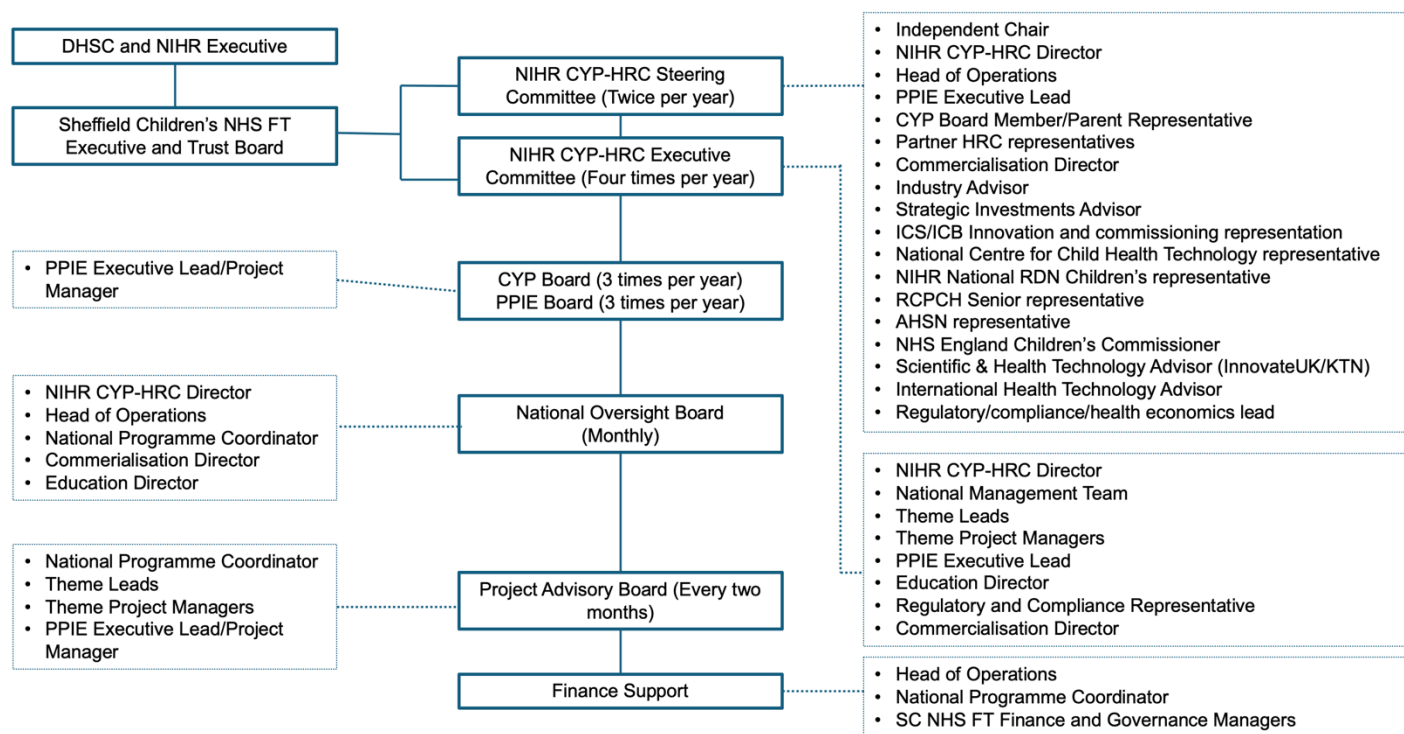 DHSC and NIHR Executive
Sheffield Children's NHS FT
Executive and Trust Board
NIHR CYP-HRC Steering
Committee (Twice per year)
NIHR CYP-HRC Executive
Committee (Four times per year)
• Independent Chair
• NIHR CYP-HRC Director
• Head of Operations
• PPIE Executive Lead
• CYP Board Member/Parent Representative
• Partner HRC representatives
• Commercialisation Director
• Industry Advisor
• Strategic Investments Advisor
• ICS/ICB Innovation and commissioning representation
• National Centre for Child Health Technology representative
• NIHR National RDN Children's representative
• RCPCH Senior representative
• AHSN representative
• NHS England Children's Commissioner
• Scientific & Health Technology Advisor (InnovateUK/KTN)
• International Health Technology Advisor
• Regulatory/compliance/health economics lead
• PPIE Executive Lead/Project
Manager
CYP Board (3 times per year)
PPIE Board (3 times per year)
• NIHR CYP-HRC Director
• Head of Operations
• National Programme Coordinator
• Commerialisation Director
• Education Director
National Oversight Board
(Monthly)
• NIHR CYP-HRC Director
• National Management Team
• Theme Leads
• Theme Project Managers
• PPIE Executive Lead
• Education Director
• Regulatory and Compliance Representative
• Commercialisation Director
• National Programme Coordinator
• Theme Leads
• Theme Project Managers
• PPIE Executive Lead/Project
Manager
Project Advisory Board (Every two
months)
Finance Support
• Head of Operations
• National Programme Coordinator
• SC NHS FT Finance and Governance Managers